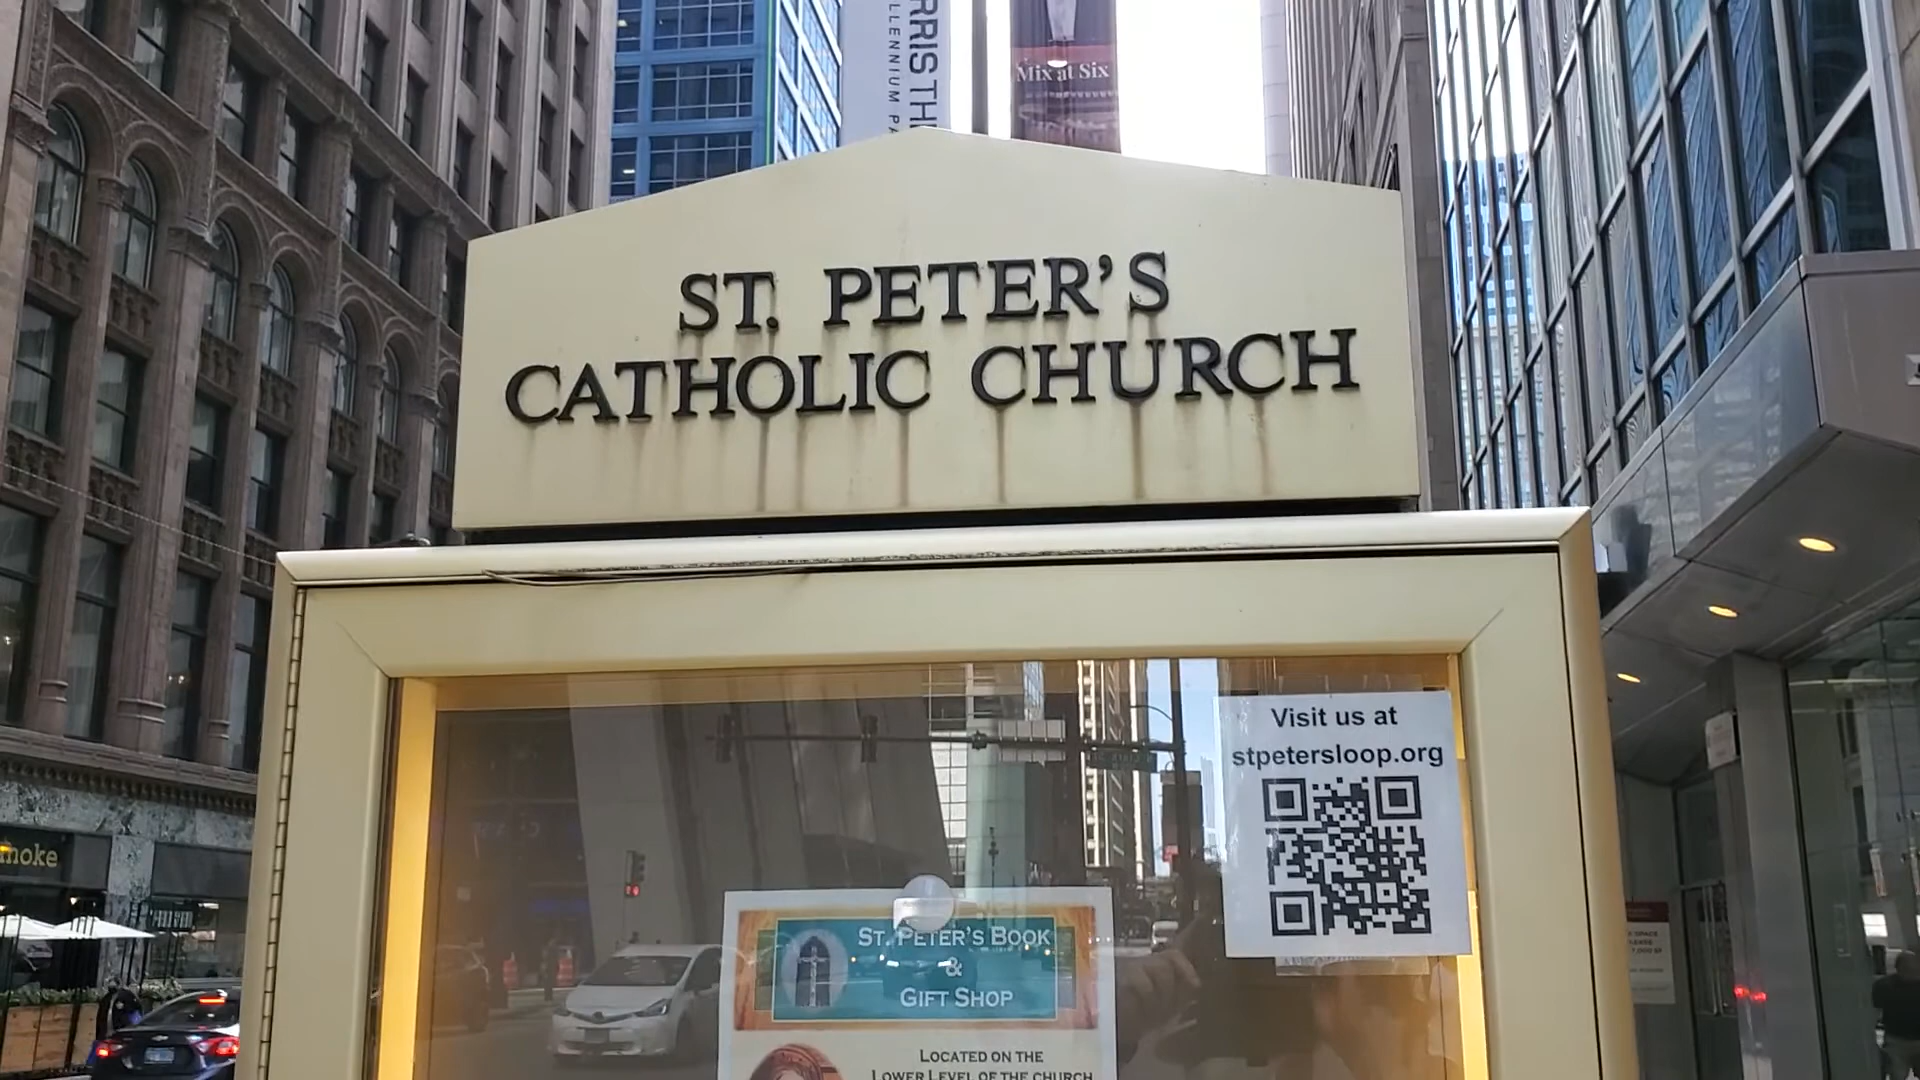 Mix at Six
ST. PETER'S
CATHOLIC CHURCH
Visit us at
stpetersloop.org
ST. PETER'S BOOK
&
GIFT SHOP
LOCATED ON THE
LOWER LEVEL OF THE CHURCH